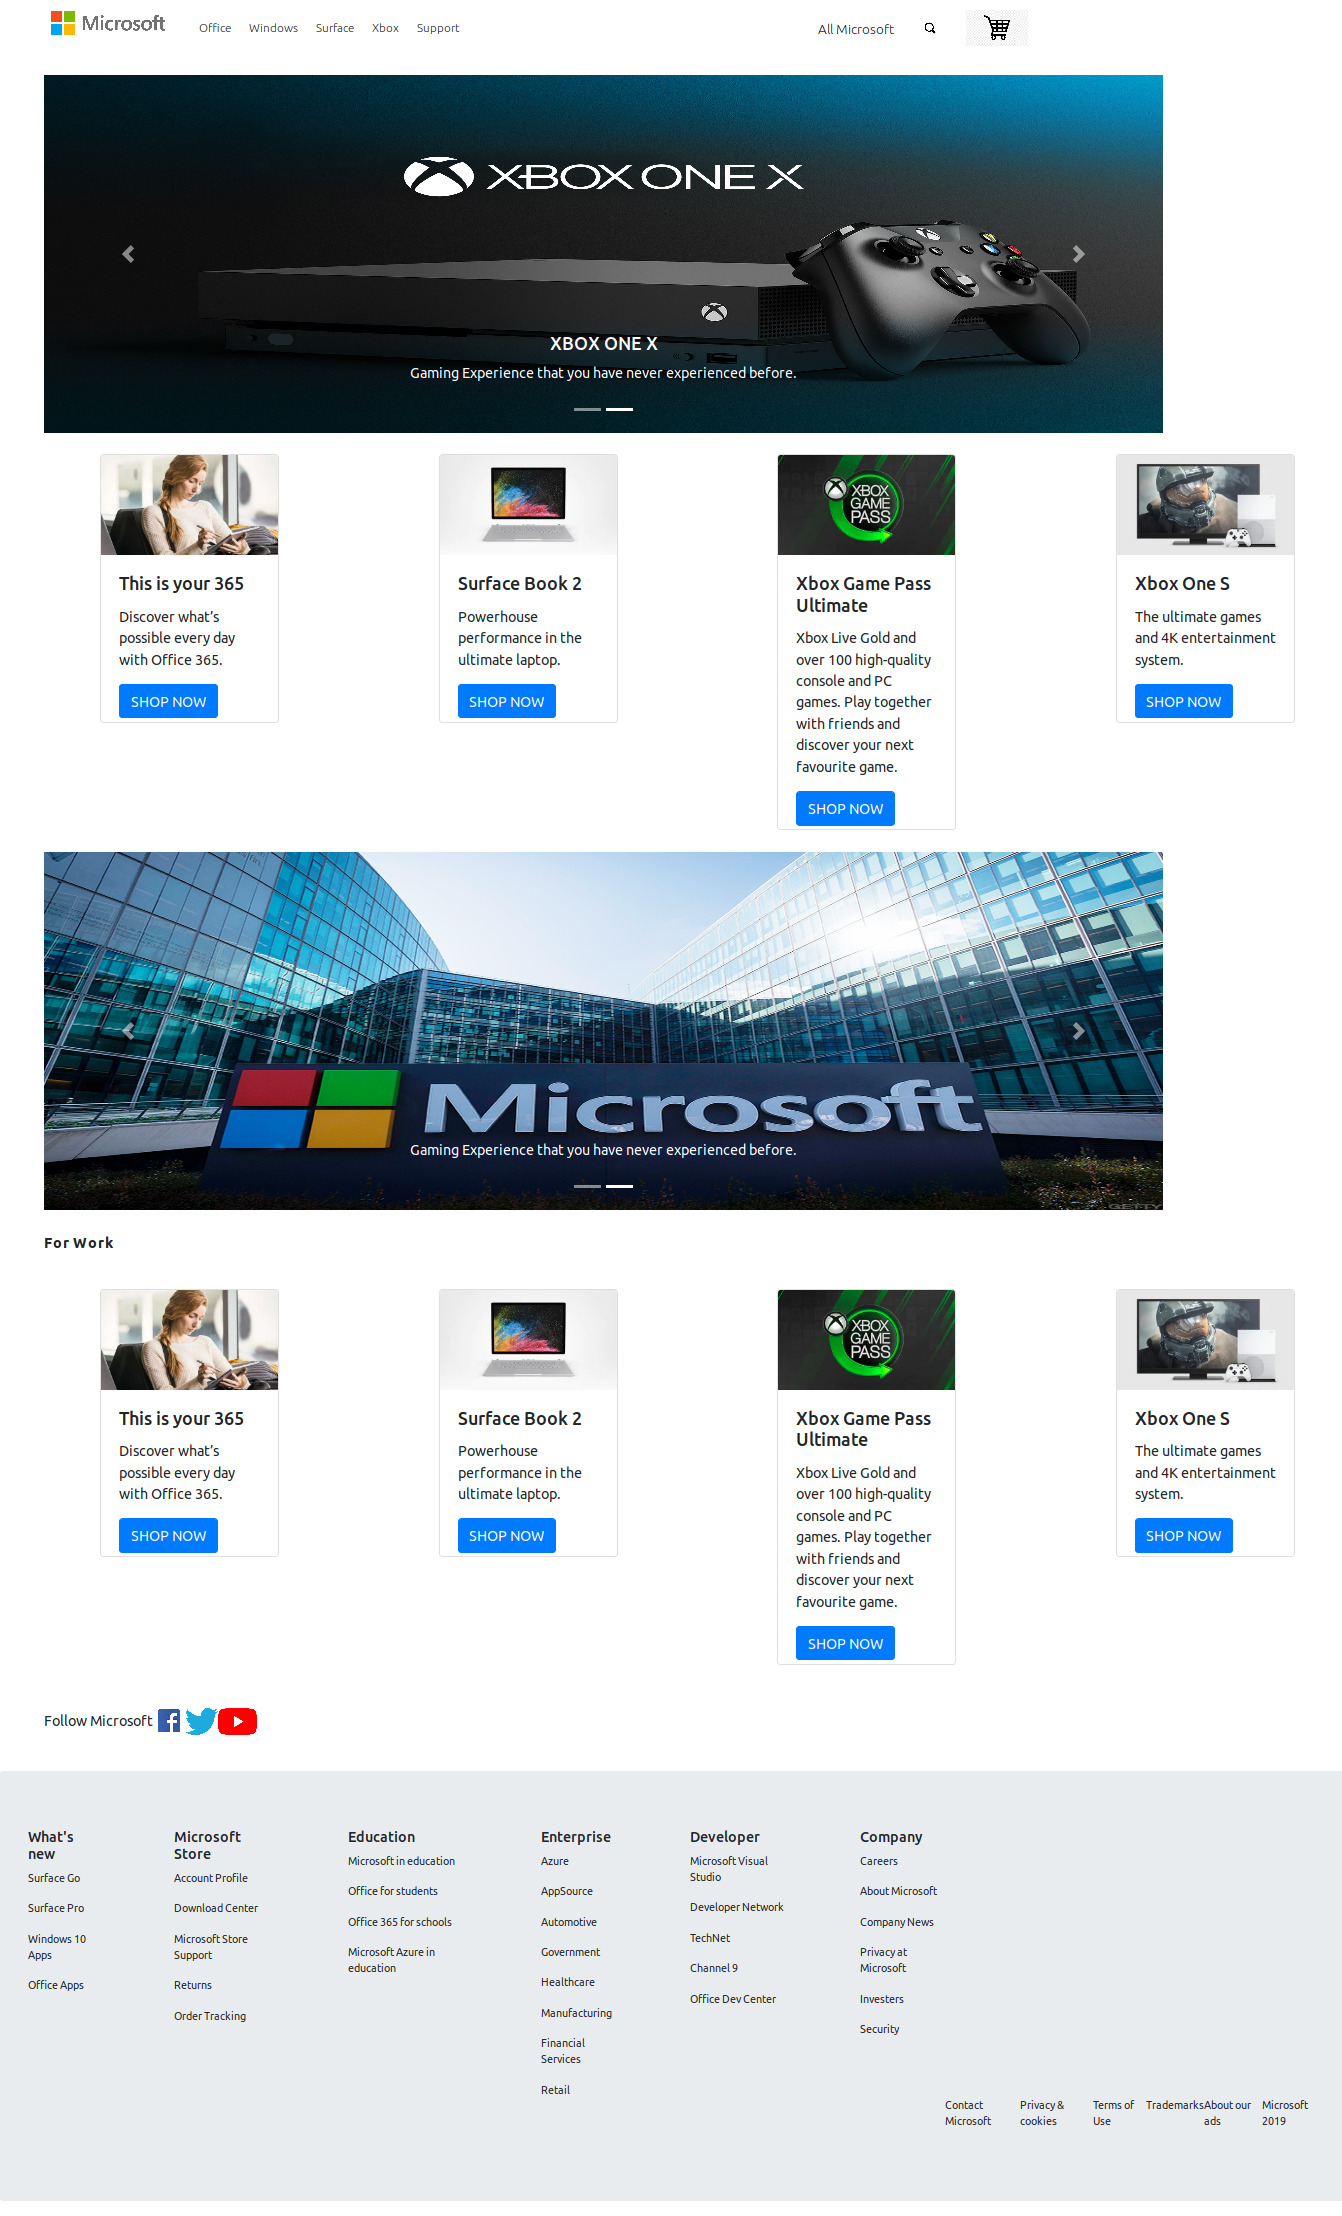 Microsoft
Office Windows Surface Xbox Support
All Microsoft
XBOX ONE X
XBOX ONE X
Gaming Experience that you have never experienced before.
XBOX
GAME
PASS
This is your 365
Discover what's
possible every day
with Office 365.
SHOP NOW
Surface Book 2
Powerhouse
performance in the
ultimate laptop.
SHOP NOW
Xbox Game Pass
Ultimate
Xbox Live Gold and
over 100 high-quality
console and PC
games. Play together
with friends and
discover your next
favourite game.
SHOP NOW
Xbox One S
The ultimate games
and 4K entertainment
system.
SHOP NOW
Microsoft
Gaming Experience that you have never experienced before.
GETTY
For Work
XBOX
GAME
PASS
This is your 365
Discover what's
possible every day
with Office 365.
SHOP NOW
Surface Book 2
Powerhouse
performance in the
ultimate laptop.
SHOP NOW
Xbox Game Pass
Ultimate
Xbox Live Gold and
over 100 high-quality
console and PC
games. Play together
with friends and
discover your next
favourite game.
SHOP NOW
Xbox One S
The ultimate games
and 4K entertainment
system.
SHOP NOW
Follow Microsoft
What's
new
Surface Go
Surface Pro
Windows 10
Apps
Office Apps
Microsoft
Store
Account Profile
Download Center
Microsoft Store
Support
Returns
Order Tracking
Education
Microsoft in education
Office for students
Office 365 for schools
Microsoft Azure in
education
Enterprise
Azure
AppSource
Automotive
Government
Healthcare
Manufacturing
Financial
Services
Retail
Developer
Microsoft Visual
Studio
Developer Network
TechNet
Channel 9
Office Dev Center
Company
Careers
About Microsoft
Company News
Privacy at
Microsoft
Investers
Security
Contact
Microsoft
Privacy &
cookies
Terms of
Use
Trademarks
About our
ads
Microsoft
2019